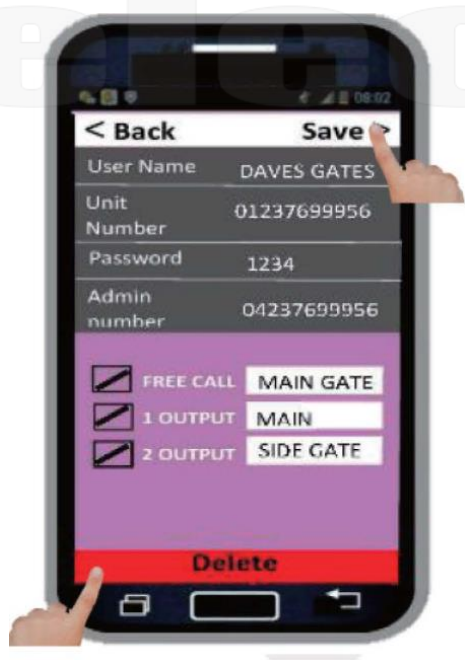 08:02
< Back Save >
User Name DAVES GATES
Unit
Number 01237699956
Password 1234
Admin
number 04237699956
FREE CALL MAIN GATE
1 OUTPUT MAIN
2 OUTPUT SIDE GATE
Delete